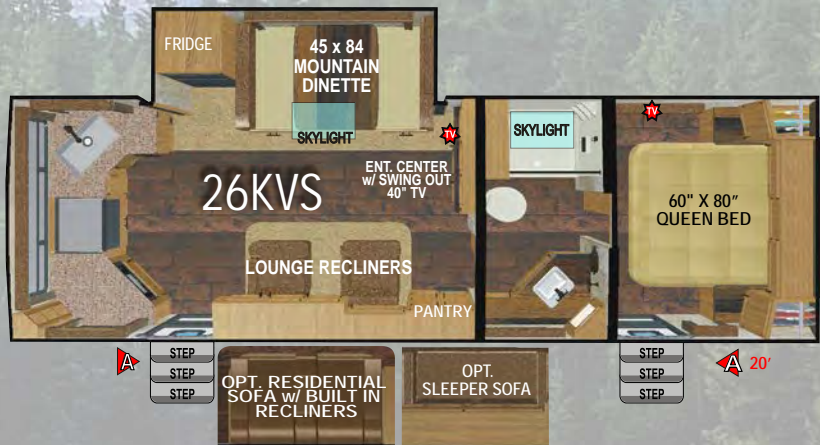 FRIDGE
45 x 84
MOUNTAIN
DINETTE
SKYLIGHT
TV
ENT. CENTER
w/ SWING OUT
40" TV
26KVS
LOUNGE RECLINERS
PANTRY
SKYLIGHT
TV
60" X 80"
QUEEN BED
A
STEP
STEP
STEP
OPT. RESIDENTIAL
SOFA w/ BUILT IN
RECLINERS
OPT.
SLEEPER SOFA
STEP
STEP
STEP
A 20'